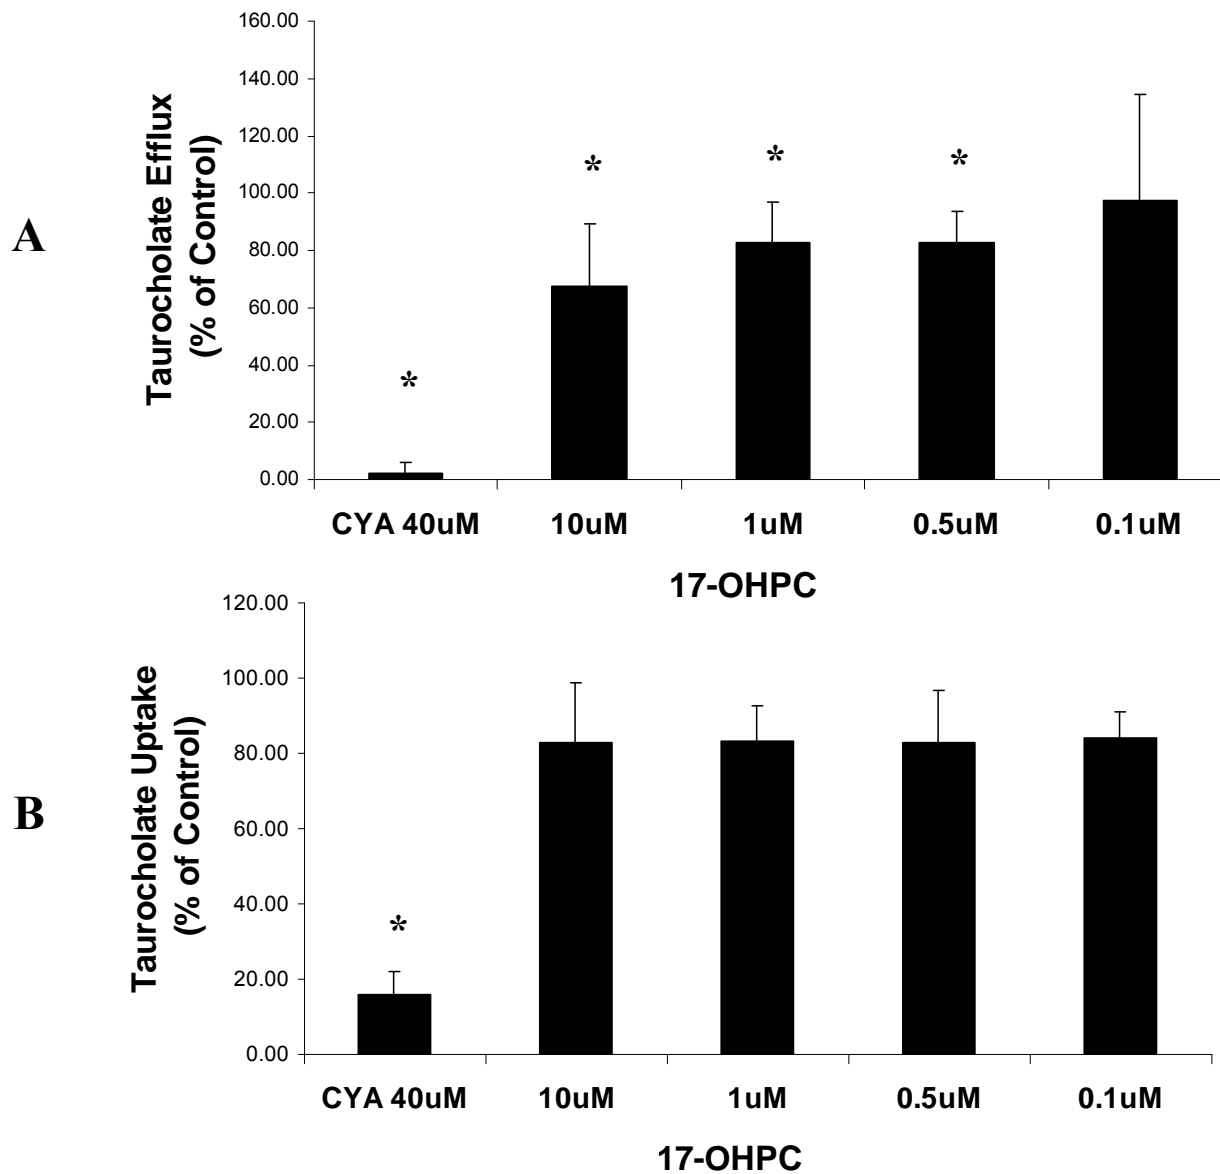 A
Taurocholate Efflux
(% of Control)
160.00
140.00
120.00
100.00
80.00
60.00
40.00
20.00
0.00
*
*
*
*
CYA 40uM 10uM 1uM 0.5uM 0.1uM
17-OHPC
B
Taurocholate Uptake
(% of Control)
120.00
100.00
80.00
60.00
40.00
20.00
0.00
*
CYA 40uM 10uM 1uM 0.5uM 0.1uM
17-OHPC